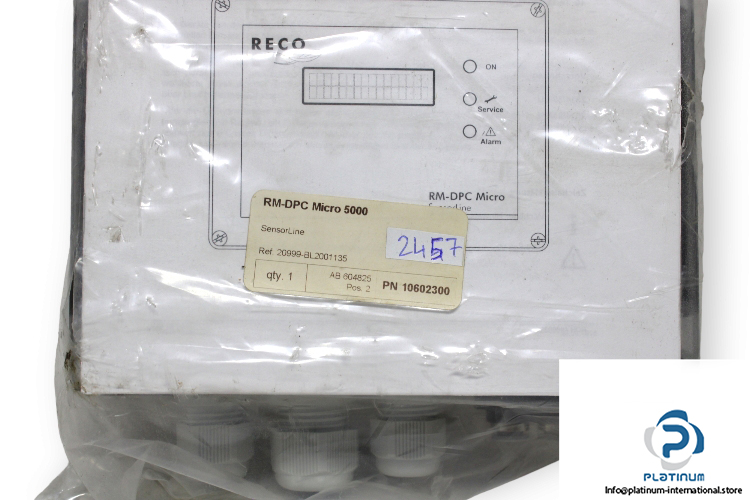 RECO
ON
Service
Alarm
RM-DPC Micro
SensorLine
RM-DPC Micro 5000
SensorLine
2457
Ref. 20999-BL2001135
qty. 1
AB 604825
Pos. 2
PN 10602300
PLATINUM
Info@platinum-international.store